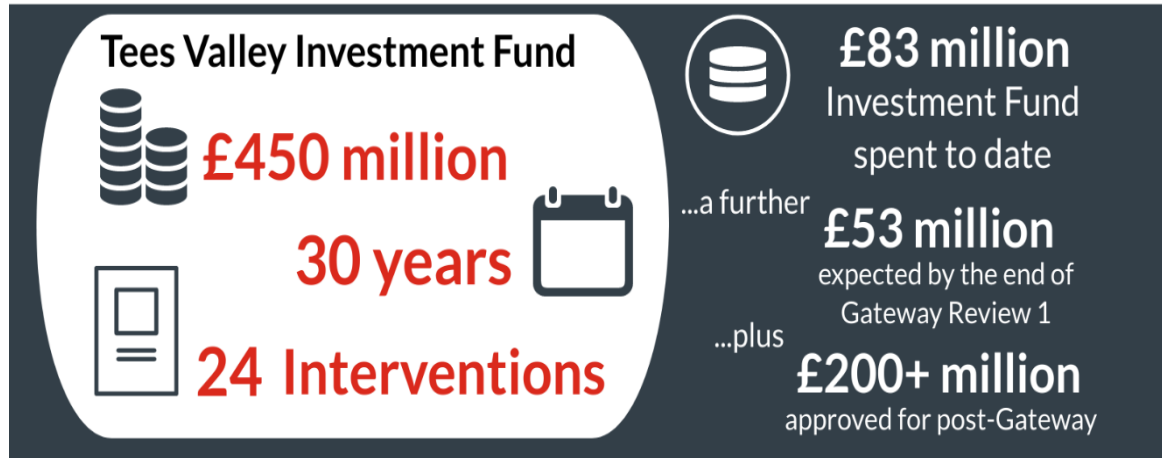 Tees Valley Investment Fund
£450 million
30 years
24 Interventions
£83 million
Investment Fund
spent to date
...a further
£53 million
expected by the end of
Gateway Review 1
...plus
£200+ million
approved for post-Gateway